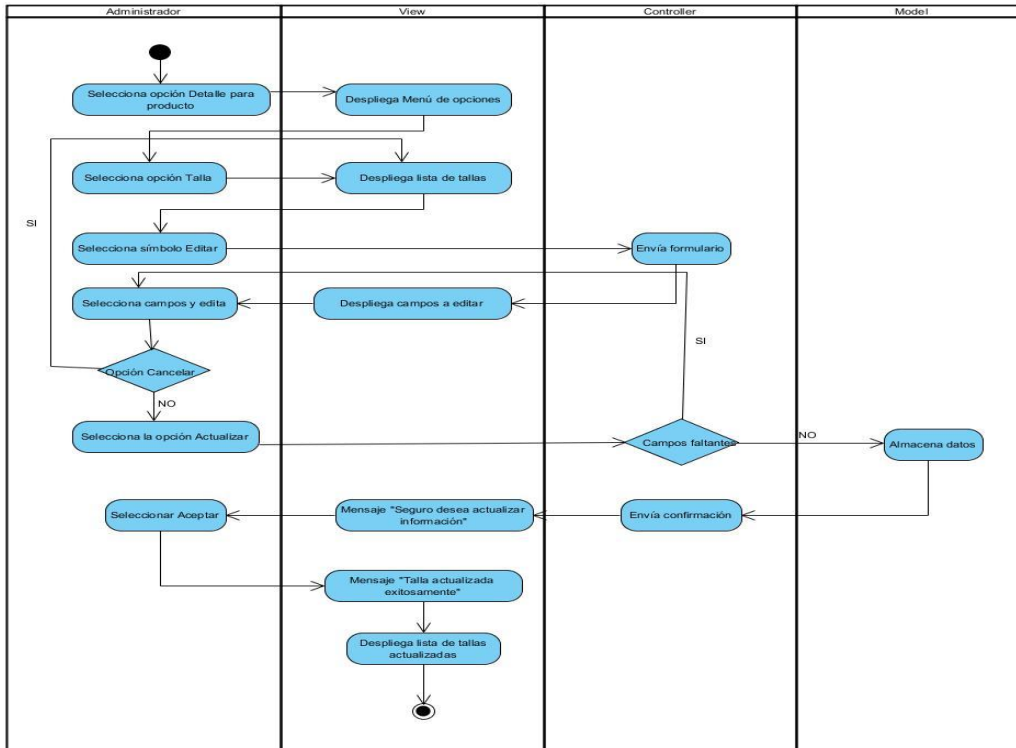 Administrador
View
Controller
Model
Selecciona opción Detalle para
producto
Despliega Menú de opciones
Selecciona opción Talla
Despliega lista de tallas
SI
Selecciona símbolo Editar
Envía formulario
Selecciona campos y edita
Despliega campos a editar
SI
Opción Cancelar
NO
Selecciona la opción Actualizar
Campos faltantes
NO
Almacena datos
Seleccionar Aceptar
Mensaje "Seguro desea actualizar
información"
Envía confirmación
Mensaje "Talla actualizada
exitosamente"
Despliega lista de tallas
actualizadas